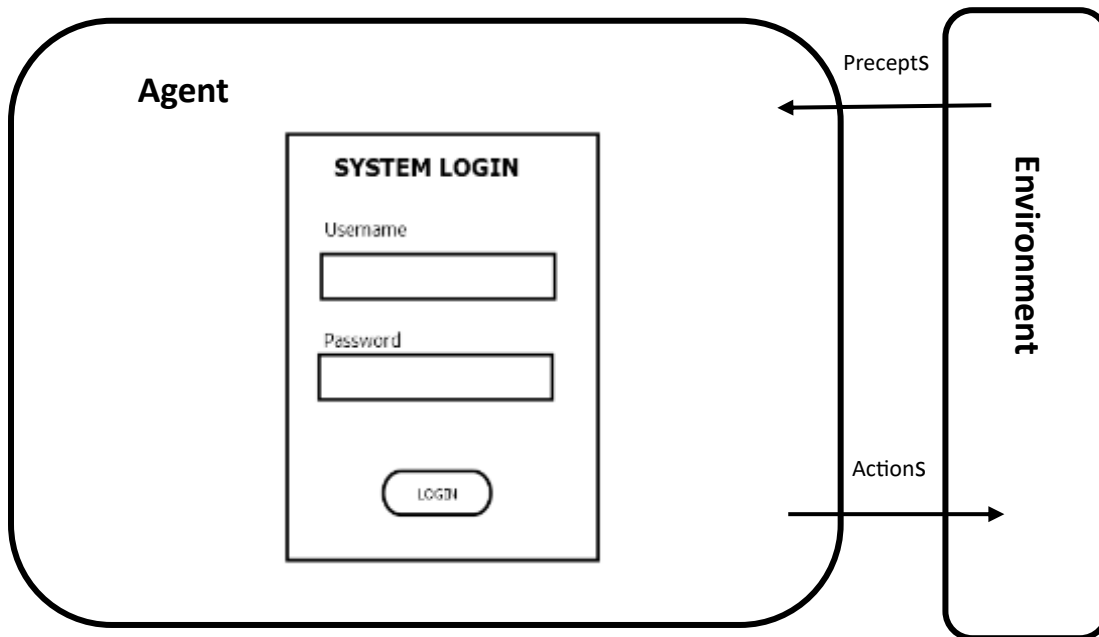 Agent
SYSTEM LOGIN
Username
Password
LOGIN
PreceptS
ActionS
Environment